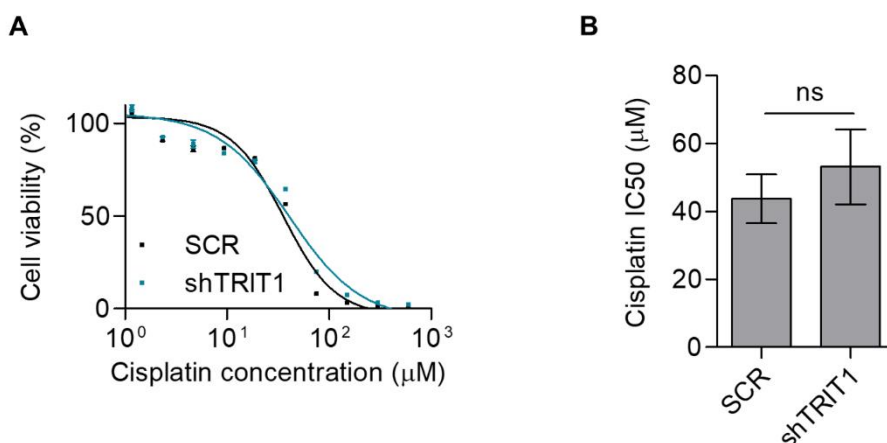 A
Cell viability (%)
100
50
0
SCR
shTRIT1
10⁰ 10¹ 10² 10³
Cisplatin concentration (μM)
B
Cisplatin IC50 (μM)
80
60
40
20
0
ns
SCR
shTRIT1